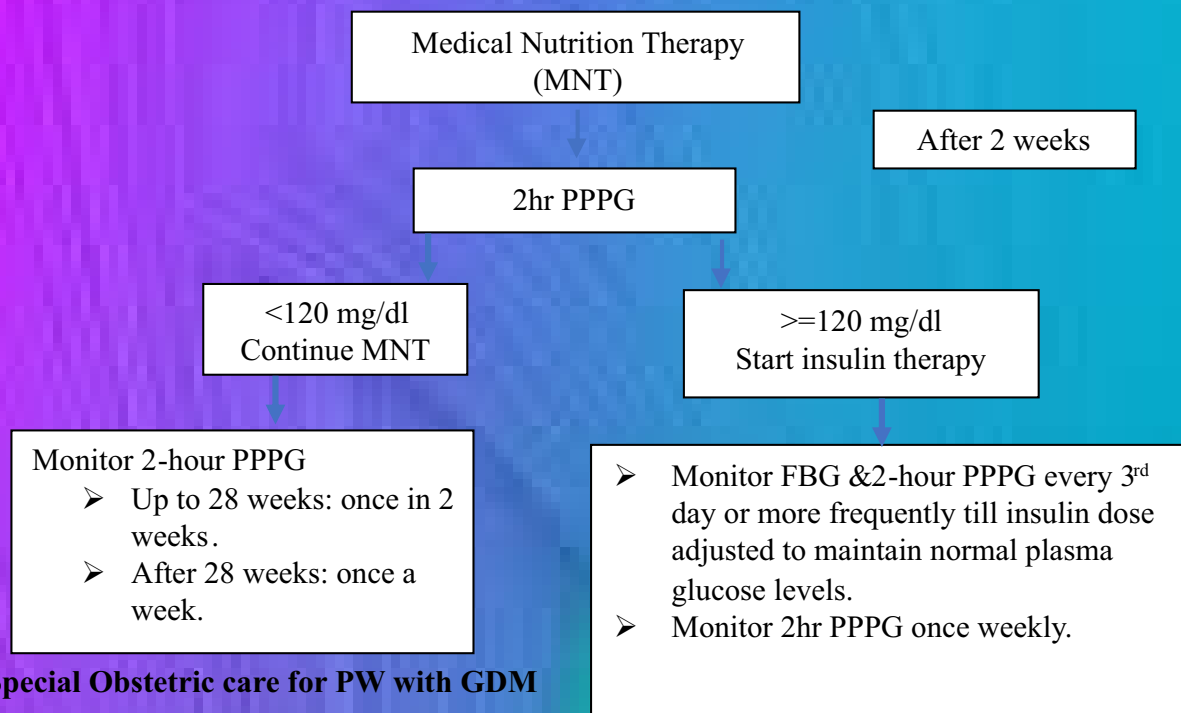 Medical Nutrition Therapy
(MNT)
After 2 weeks
2hr PPPG
<120 mg/dl
Continue MNT
>=120 mg/dl
Start insulin therapy
Monitor 2-hour PPPG
➢ Up to 28 weeks: once in 2
weeks.
➢ After 28 weeks: once a
week.
➢ Monitor FBG &2-hour PPPG every 3rd
day or more frequently till insulin dose
adjusted to maintain normal plasma
glucose levels.
➢ Monitor 2hr PPPG once weekly.
Special Obstetric care for PW with GDM